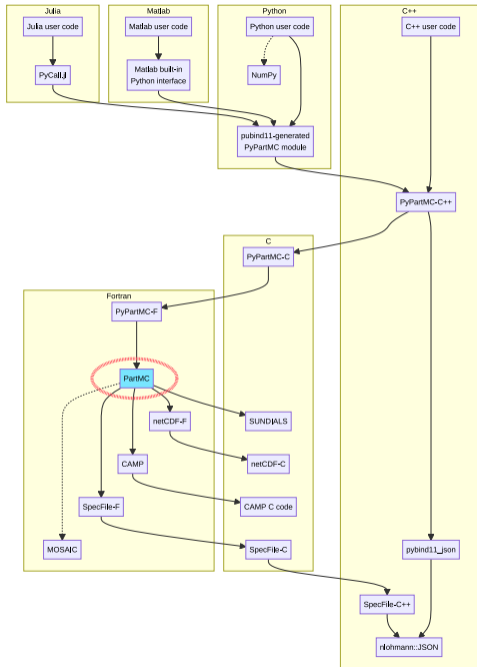 Julia
Matlab
Python
C++
Julia user code
Matlab user code
Python user code
C++ user code
PyCall.jl
Matlab built-in
Python interface
NumPy
pubind11-generated
PyPartMC module
PyPartMC-C++
C
PyPartMC-C
Fortran
PyPartMC-F
PartMC
netCDF-F
SUNDIALS
CAMP
netCDF-C
SpecFile-F
CAMP C code
MOSAIC
SpecFile-C
pybind11_json
SpecFile-C++
nlohmann::JSON